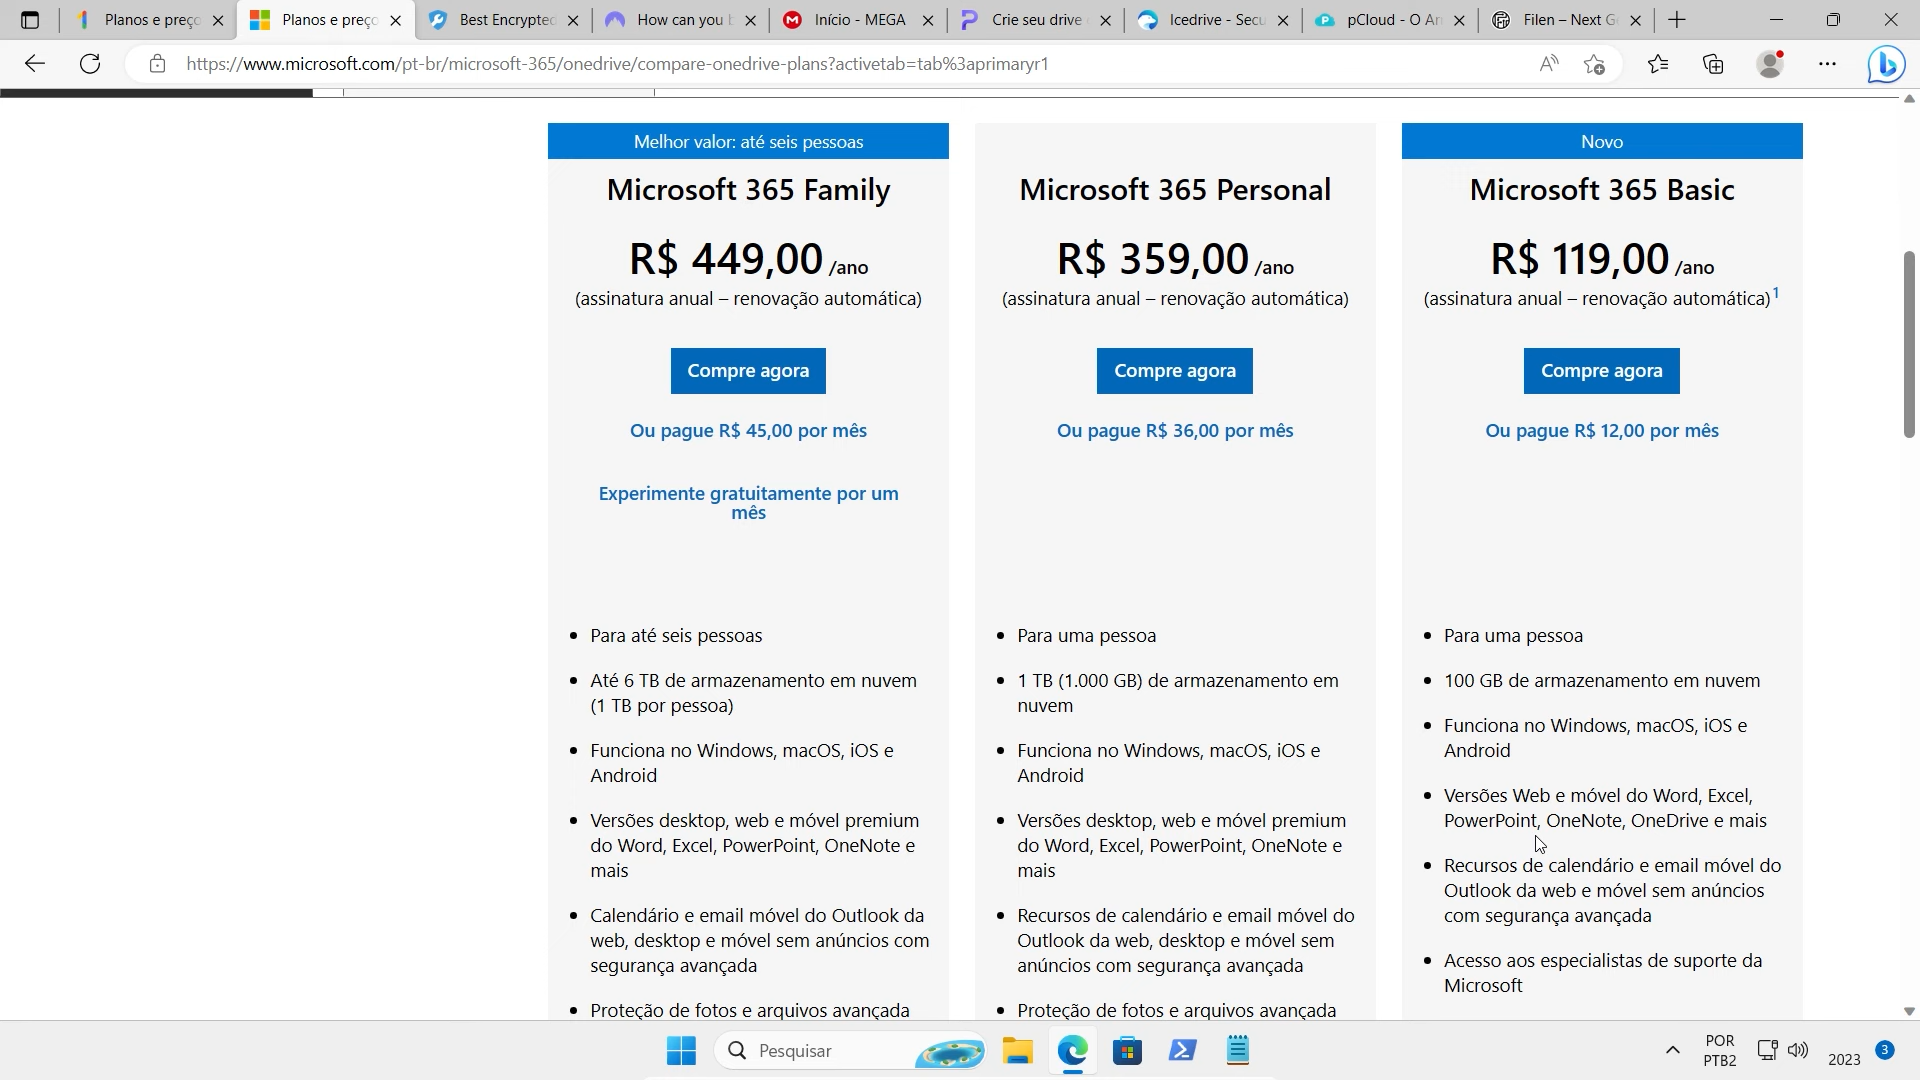 Planos e preço
Planos e preço
Best Encrypted
How can you b
Início - MEGA
Crie seu drive
Icedrive - Secu
pCloud - O Ar
Filen – Next G
https://www.microsoft.com/pt-br/microsoft-365/onedrive/compare-onedrive-plans?activetab=tab%3aprimaryr1
Melhor valor: até seis pessoas
Microsoft 365 Family
R$ 449,00 /ano
(assinatura anual – renovação automática)
Compre agora
Ou pague R$ 45,00 por mês
Experimente gratuitamente por um
mês
• Para até seis pessoas
• Até 6 TB de armazenamento em nuvem
(1 TB por pessoa)
• Funciona no Windows, macOS, iOS e
Android
• Versões desktop, web e móvel premium
do Word, Excel, PowerPoint, OneNote e
mais
• Calendário e email móvel do Outlook da
web, desktop e móvel sem anúncios com
segurança avançada
• Proteção de fotos e arquivos avançada
Microsoft 365 Personal
R$ 359,00 /ano
(assinatura anual – renovação automática)
Compre agora
Ou pague R$ 36,00 por mês
• Para uma pessoa
• 1 TB (1.000 GB) de armazenamento em
nuvem
• Funciona no Windows, macOS, iOS e
Android
• Versões desktop, web e móvel premium
do Word, Excel, PowerPoint, OneNote e
mais
• Recursos de calendário e email móvel do
Outlook da web, desktop e móvel sem
anúncios com segurança avançada
• Proteção de fotos e arquivos avançada
Novo
Microsoft 365 Basic
R$ 119,00 /ano
(assinatura anual – renovação automática)1
Compre agora
Ou pague R$ 12,00 por mês
• Para uma pessoa
• 100 GB de armazenamento em nuvem
• Funciona no Windows, macOS, iOS e
Android
• Versões Web e móvel do Word, Excel,
PowerPoint, OneNote, OneDrive e mais
• Recursos de calendário e email móvel do
Outlook da web e móvel sem anúncios
com segurança avançada
• Acesso aos especialistas de suporte da
Microsoft
Pesquisar
POR
PTB2
2023
3